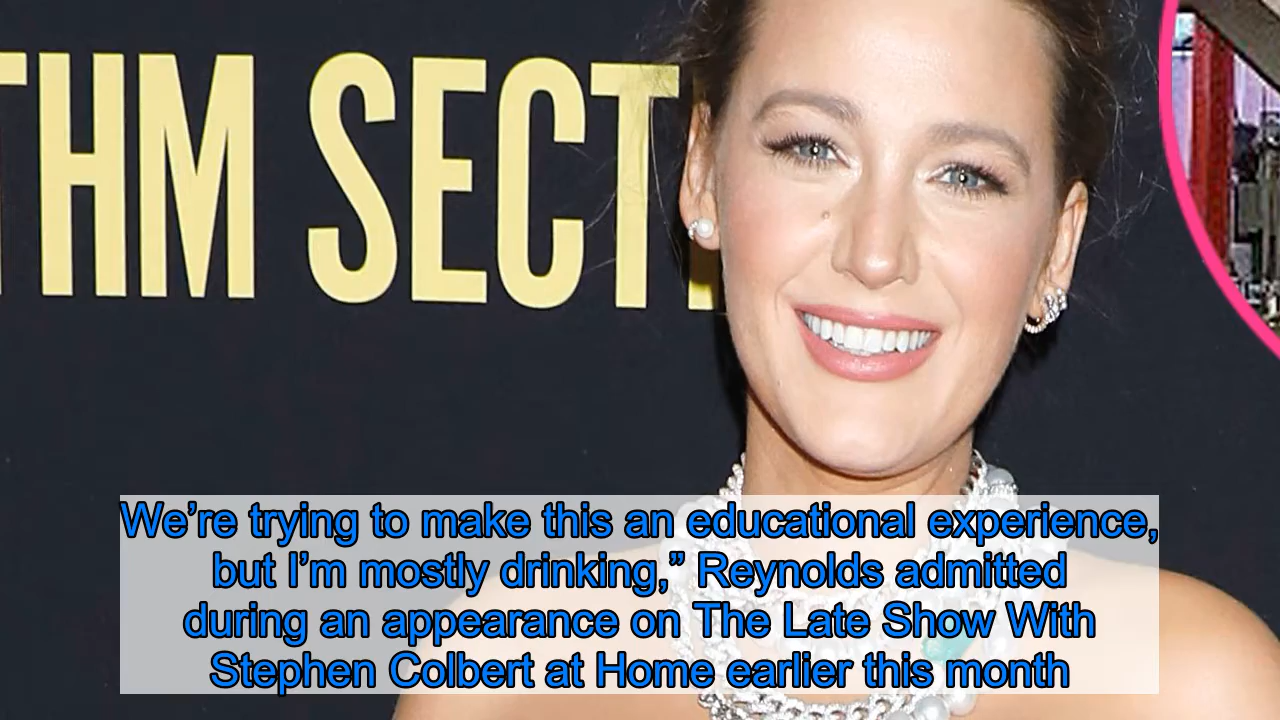 THM SECT
We're trying to make this an educational experience,
but I'm mostly drinking,” Reynolds admitted
during an appearance on The Late Show With
Stephen Colbert at Home earlier this month